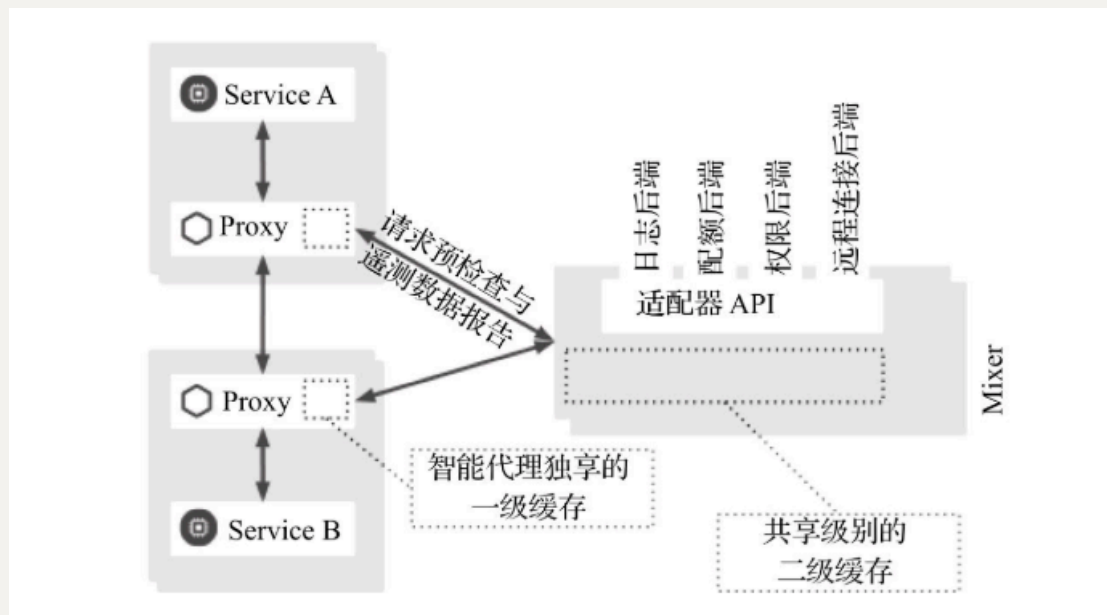 Service A
Proxy
请求预检查与
遥测数据报告
日志后端
配额后端
权限后端
远程连接后端
适配器 API
Mixer
Proxy
智能代理独享的
一级缓存
Service B
共享级别的
二级缓存